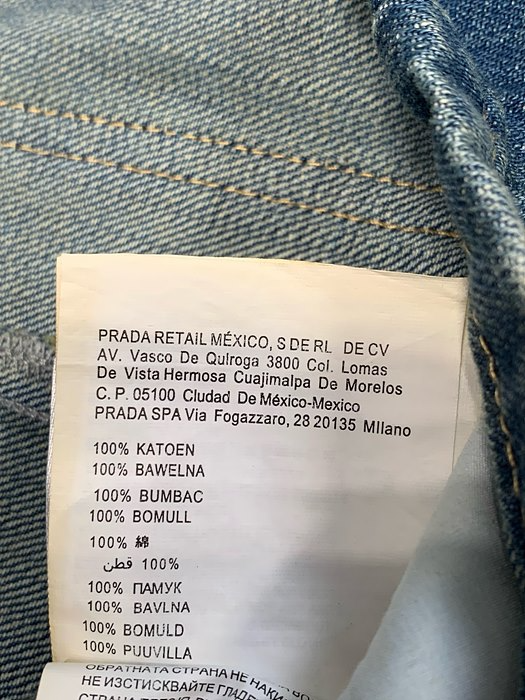 PRADA RETAIL MÉXICO, S DE RL DE CV
AV. Vasco De Quiroga 3800 Col. Lomas
De Vista Hermosa Cuajimalpa De Morelos
C. P. 05100 Ciudad De México-Mexico
PRADA SPA Via Fogazzaro, 28 20135 MIlano
100% KATOEN
100% BAWELNA
100% BUMBAC
100% BOMULL
100% 綿
100% قطن
100% ПАМУК
100% BAVLNA
100% BOMULD
100% PUUVILLA
ОБРАТНАТА СТРАНА НЕ НАКИ
НЕ ИЗСТИСКВАЙТЕ ГЛАДЕ
СТРАНА